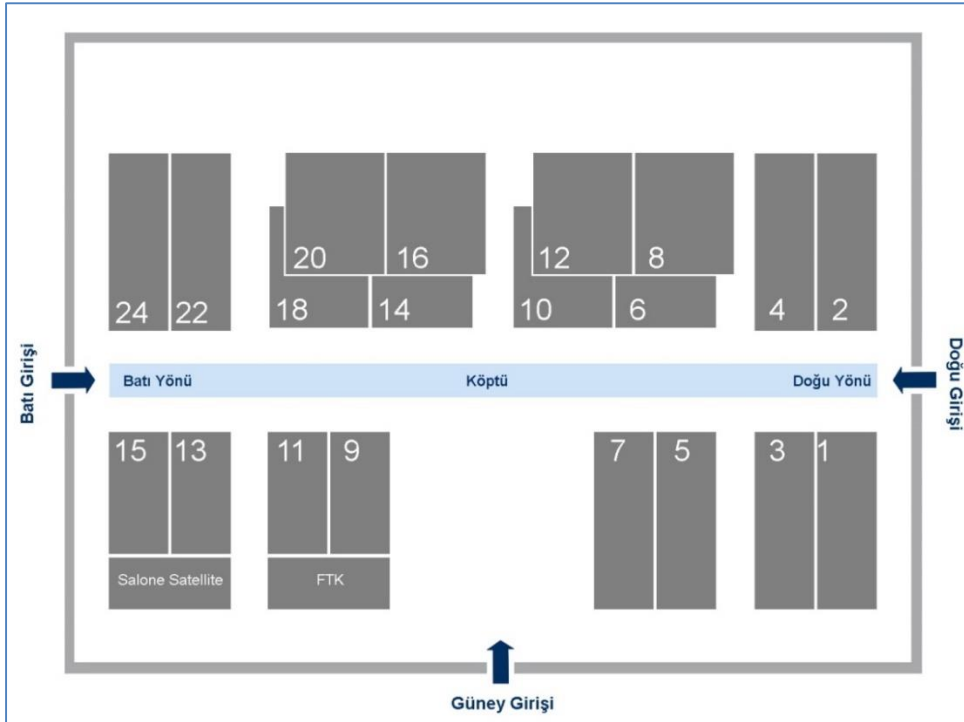 20 16
12 8
24 22
18 14
10 6
4 2
Batı Girişi
Batı Yönü
Köptü
Doğu Yönü
Doğu Girişi
15 13
11 9
7 5
3 1
Salone Satellite
FTK
Güney Girişi